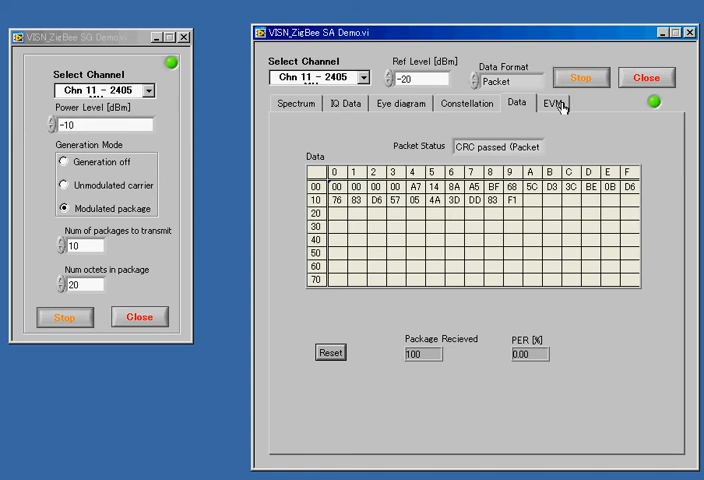 VISN_ZigBee SG Demo.vi
Select Channel
Chn 11 - 2405
Power Level [dBm]
-10
Generation Mode
Generation off
Unmodulated carrier
Modulated package
Num of packages to transmit
10
Num octets in package
20
Stop
Close
VISN_ZigBee SA Demo.vi
Select Channel
Chn 11 - 2405
Ref Level [dBm]
-20
Data Format
Packet
Stop
Close
Spectrum
IQ Data
Eye diagram
Constellation
Data
EVM
Packet Status
CRC passed (Packet
Data
0 1 2 3 4 5 6 7 8 9 A B C D E F
00 00 00 00 00 A7 14 8A A5 BF 68 5C D3 3C BE 0B D6
10 76 83 D6 57 05 4A 3D DD 83 F1
20
30
40
50
60
70
Reset
Package Recieved
100
PER [%]
0.00